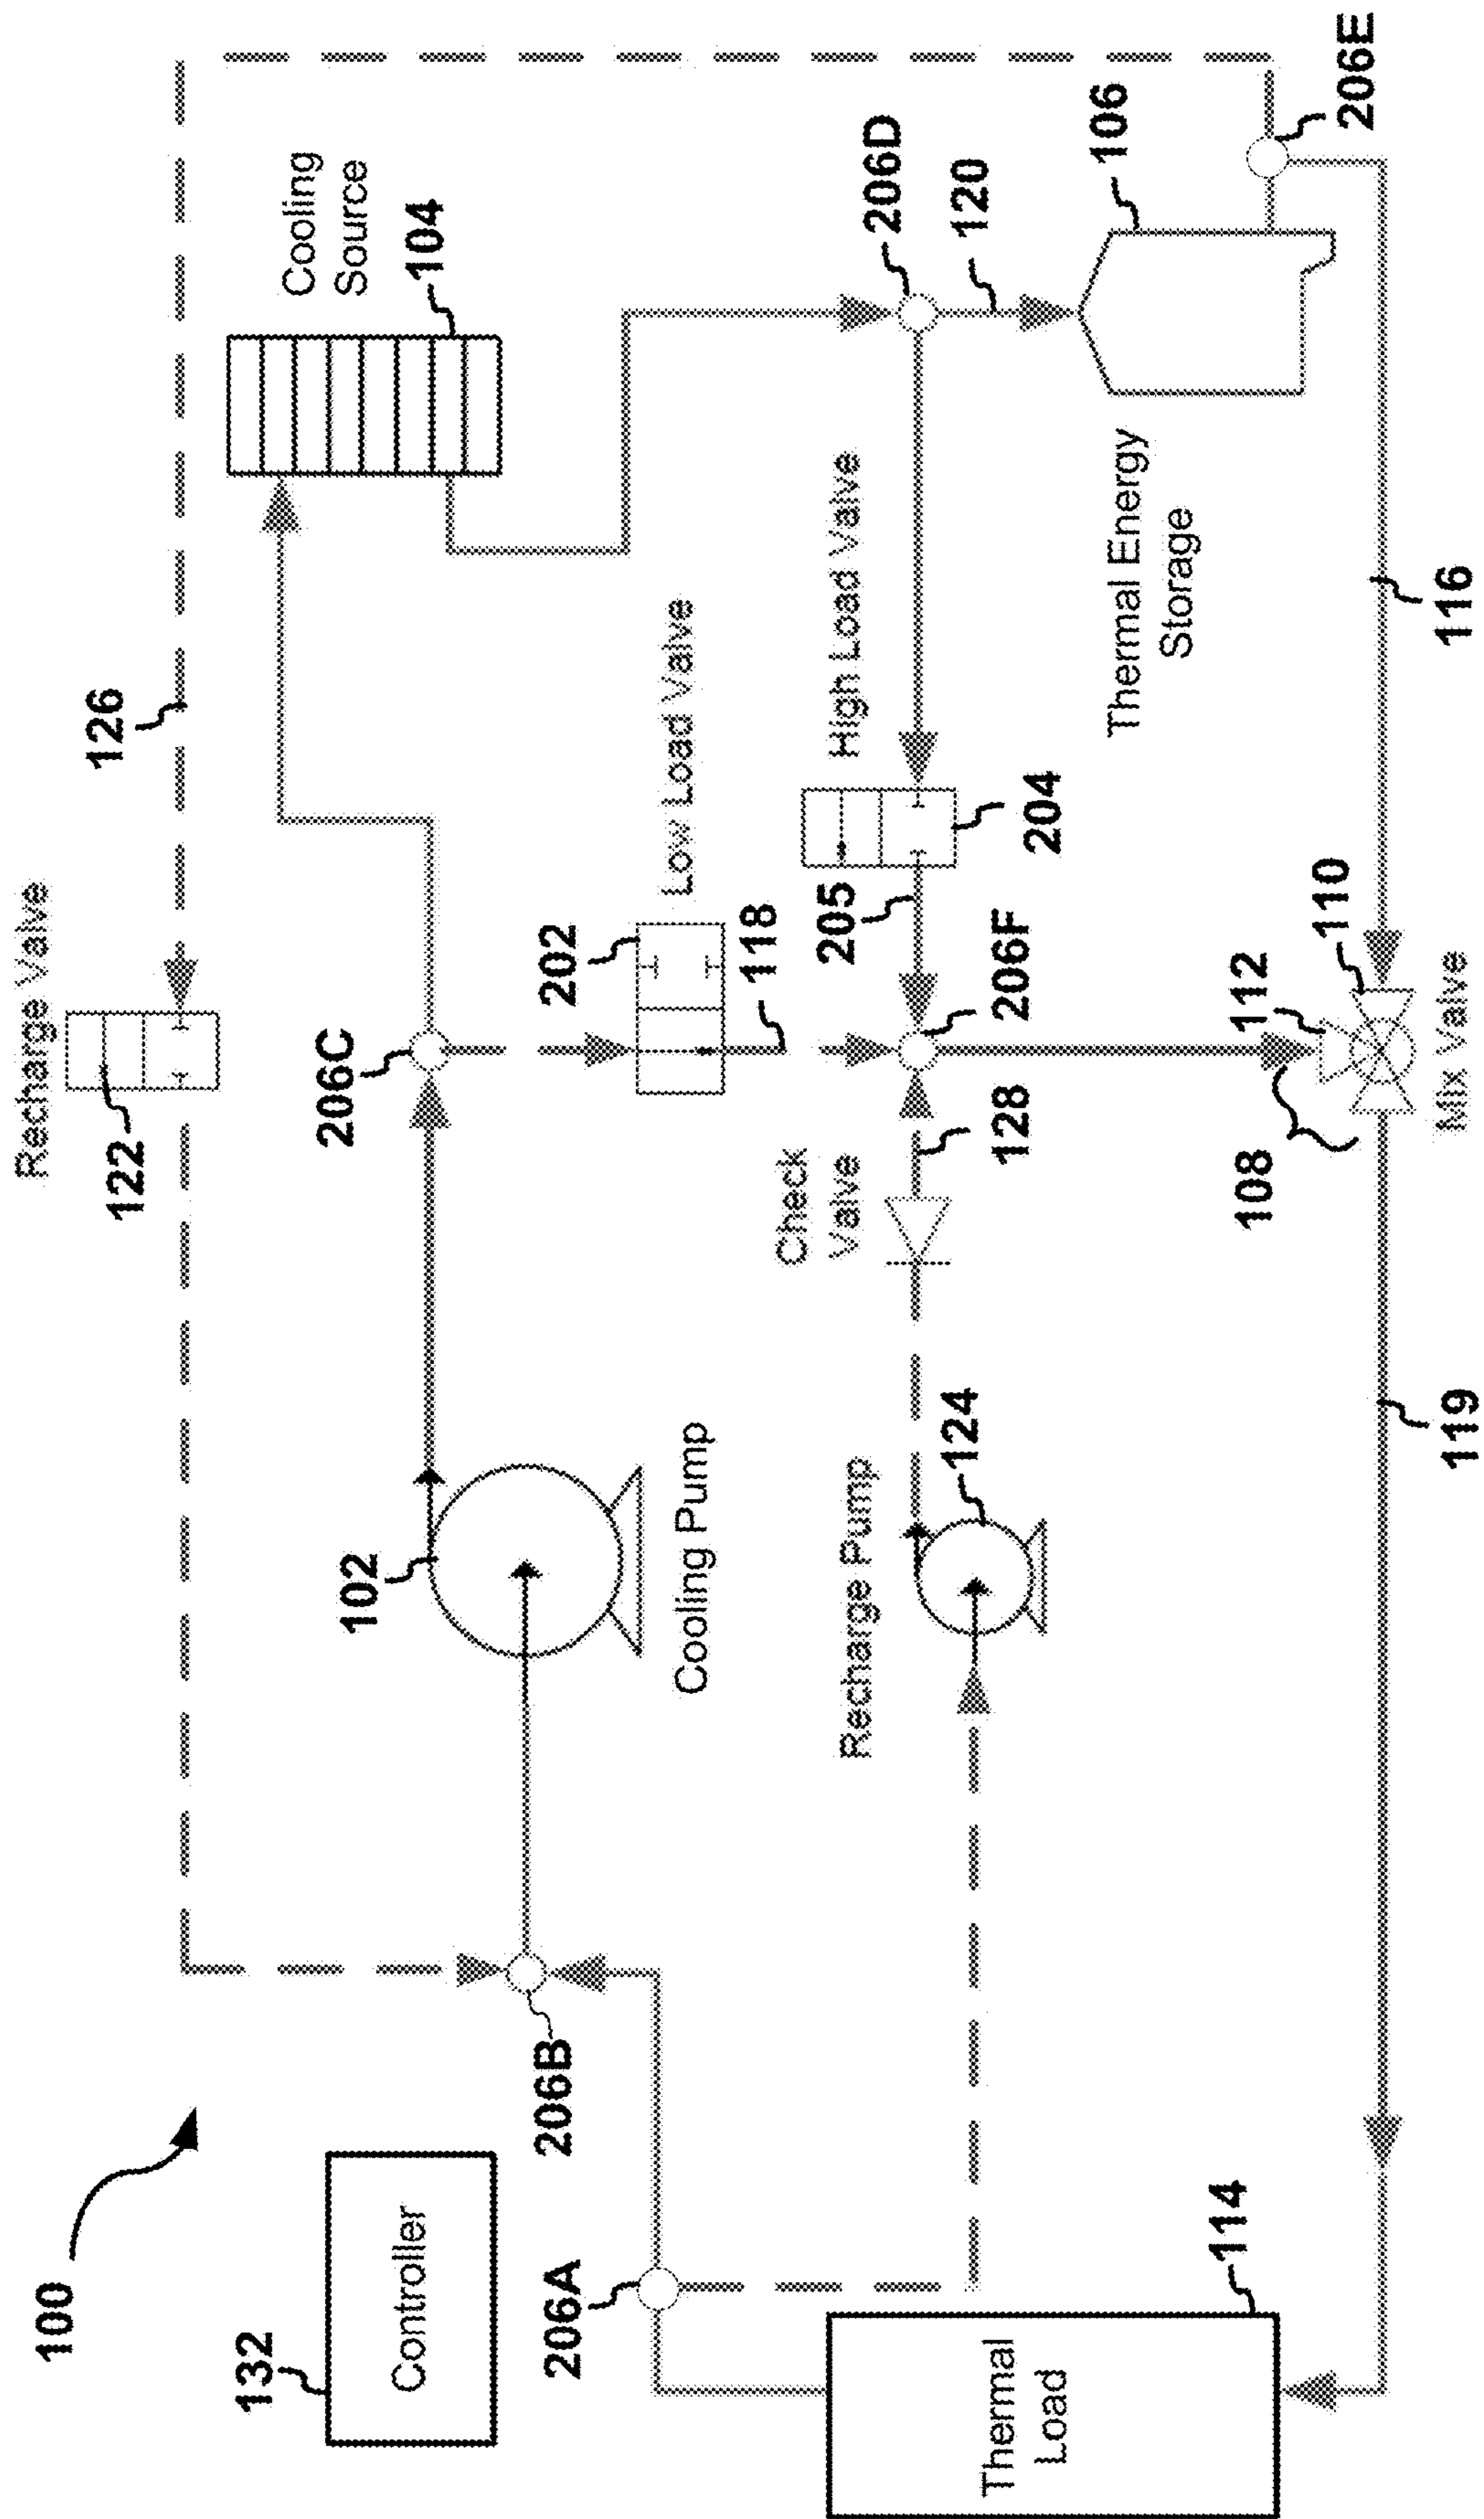 100
132
Controller
206A
206B
Thermal
Load
114
Recharge Valve
122
126
102
Cooling Pump
206C
Cooling
Source
104
Low Load Valve
202
118
High Load Valve
204
205
206D
120
106
206E
Thermal Energy
Storage
Recharge Pump
124
Check
Valve
128
206F
112
110
108
Mix Valve
116
119